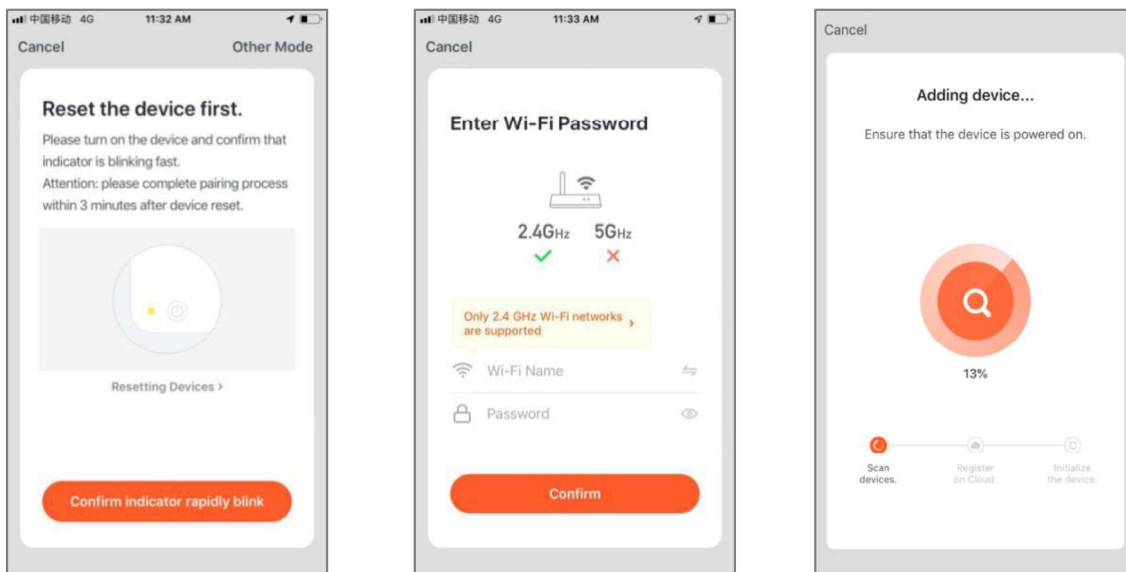 中国移动 4G 11:32 AM
Cancel Other Mode
Reset the device first.
Please turn on the device and confirm that
indicator is blinking fast.
Attention: please complete pairing process
within 3 minutes after device reset.
Resetting Devices >
Confirm indicator rapidly blink
中国移动 4G 11:33 AM
Cancel
Enter Wi-Fi Password
2.4GHz 5GHz
Only 2.4 GHz Wi-Fi networks >
are supported
Wi-Fi Name
Password
Confirm
Cancel
Adding device...
Ensure that the device is powered on.
13%
Scan Register Initialize
devices. on Cloud. the device.